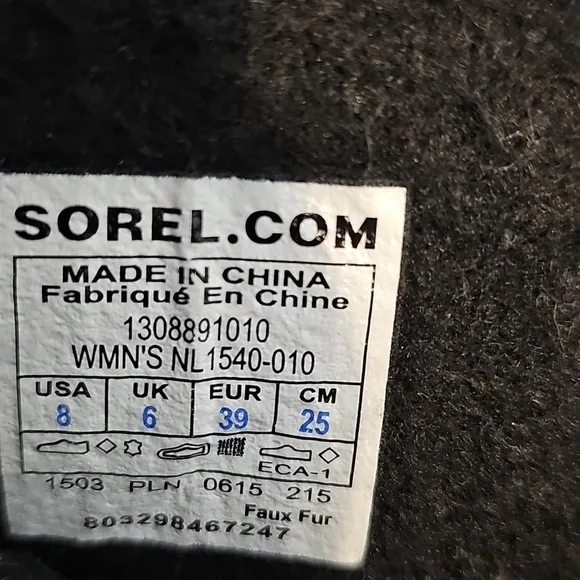 SOREL.COM
MADE IN CHINA
Fabriqué En Chine
1308891010
WMN'S NL1540-010
USA UK EUR CM
8 6 39 25
ECA-1
1503 PLN 0615 215
Faux Fur
803298467247